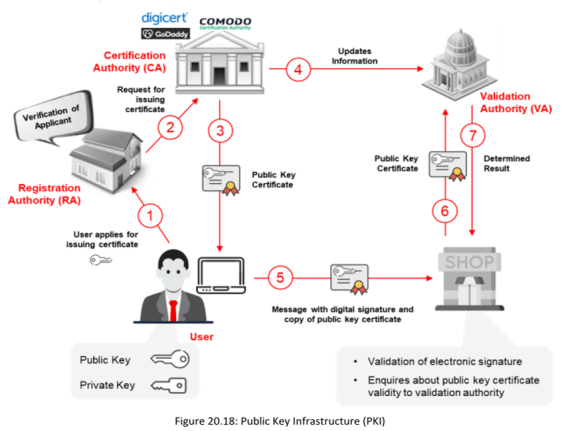 digicert®
GoDaddy
COMODO
Certification Authority
Certification
Authority (CA)
4
Updates
Information
Validation
Authority (VA)
Request for
issuing
certificate
Verification of
Applicant
2
3
7
Registration
Authority (RA)
Public Key
Certificate
Public Key
Certificate
Determined
Result
1
6
User applies for
issuing certificate
SHOP
5
Message with digital signature and
copy of public key certificate
User
Public Key
Private Key
• Validation of electronic signature
• Enquires about public key certificate
validity to validation authority
Figure 20.18: Public Key Infrastructure (PKI)